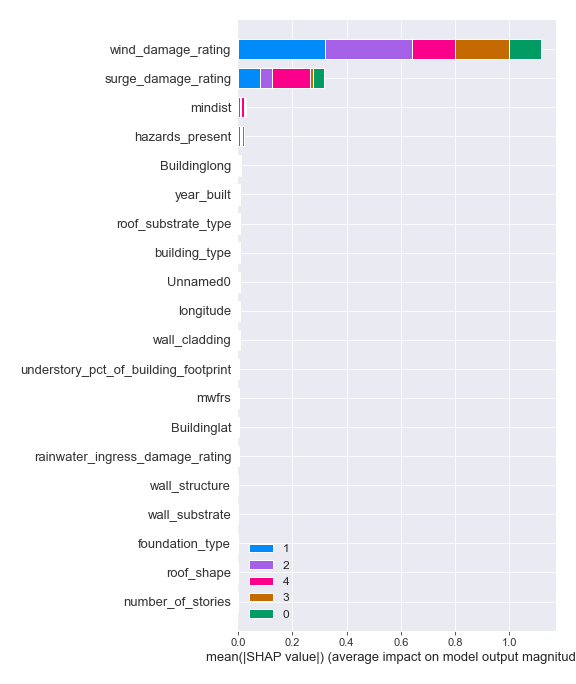 wind_damage_rating
surge_damage_rating
mindist
hazards_present
Buildinglong
year_built
roof_substrate_type
building_type
Unnamed0
longitude
wall_cladding
understory_pct_of_building_footprint
mwfrs
Buildinglat
rainwater_ingress_damage_rating
wall_structure
wall_substrate
foundation_type
roof_shape
number_of_stories
1
2
4
3
0
0.0 0.2 0.4 0.6 0.8 1.0
mean(|SHAP value|) (average impact on model output magnitud